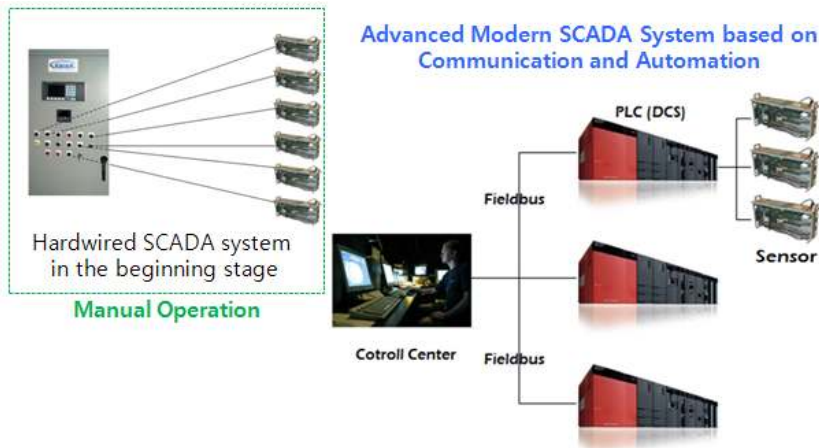 Advanced Modern SCADA System based on
Communication and Automation
Hardwired SCADA system
in the beginning stage
Manual Operation
PLC (DCS)
Fieldbus
Sensor
Cotroll Center
Fieldbus